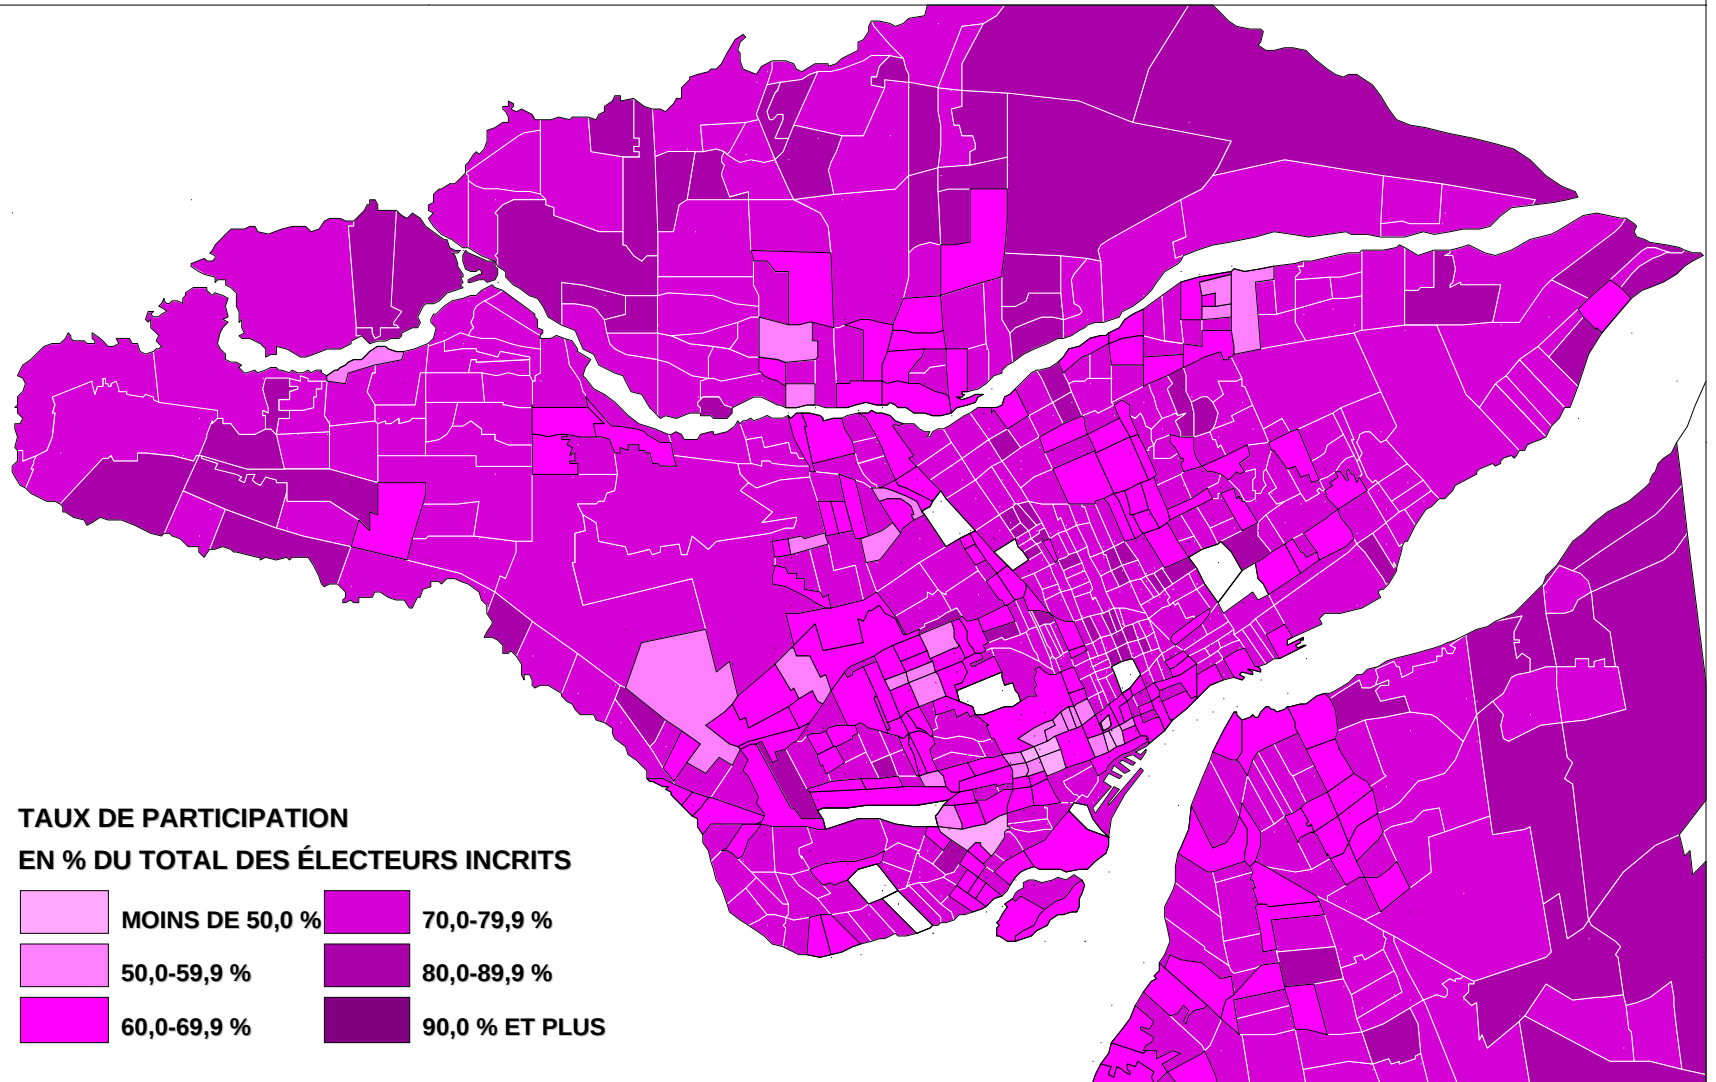 TAUX DE PARTICIPATION
EN % DU TOTAL DES ÉLECTEURS INCRITS
MOINS DE 50,0 %
50,0-59,9 %
60,0-69,9 %
70,0-79,9 %
80,0-89,9 %
90,0 % ET PLUS